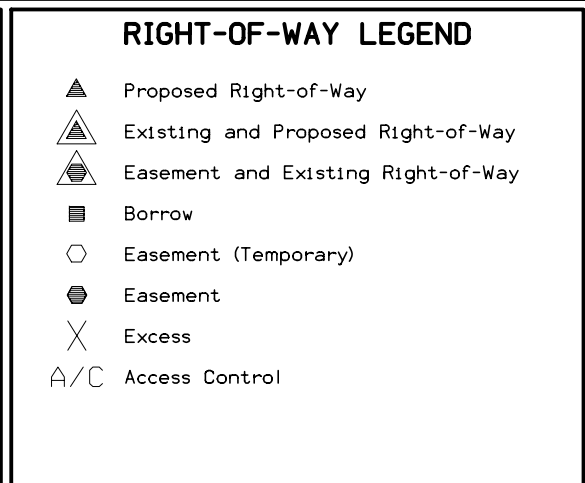 RIGHT-OF-WAY LEGEND
Proposed Right-of-Way
Existing and Proposed Right-of-Way
Easement and Existing Right-of-Way
Borrow
Easement (Temporary)
Easement
Excess
A/C Access Control